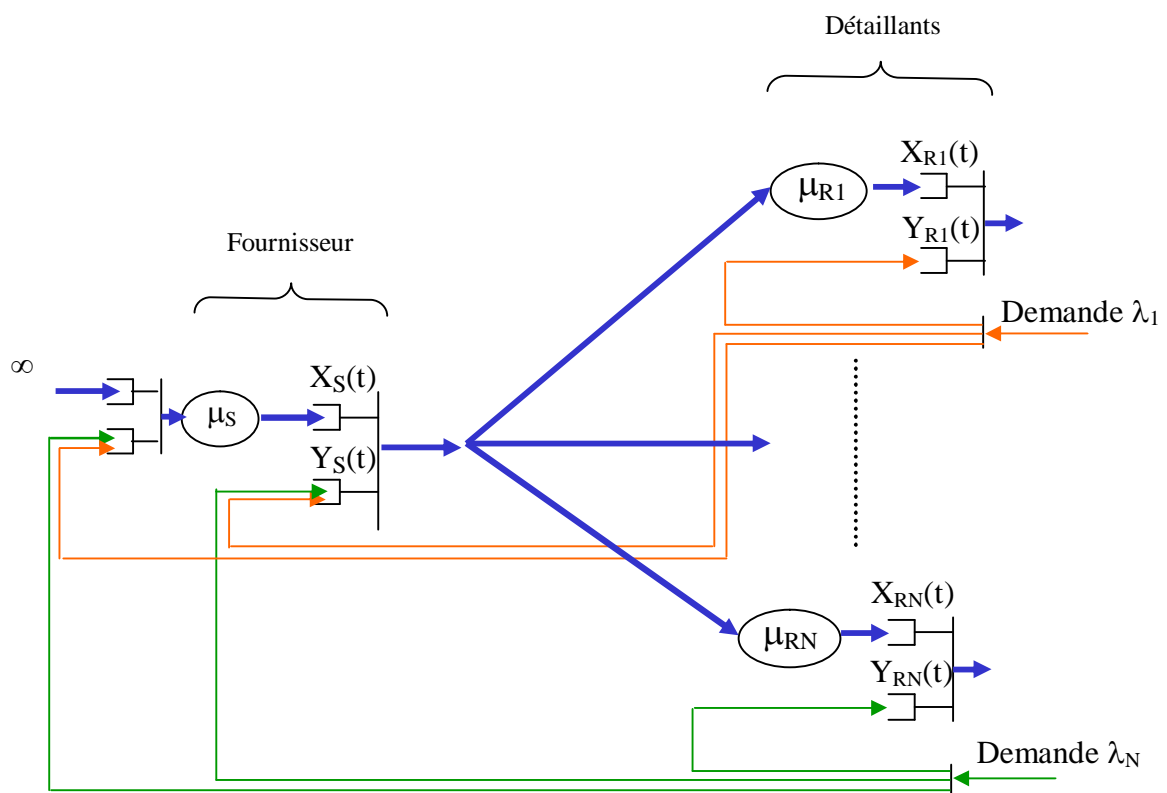 Détaillants
X_R1(t)
μ_R1
Y_R1(t)
Fournisseur
Demande λ_1
∞
X_S(t)
μ_S
Y_S(t)
X_RN(t)
μ_RN
Y_RN(t)
Demande λ_N